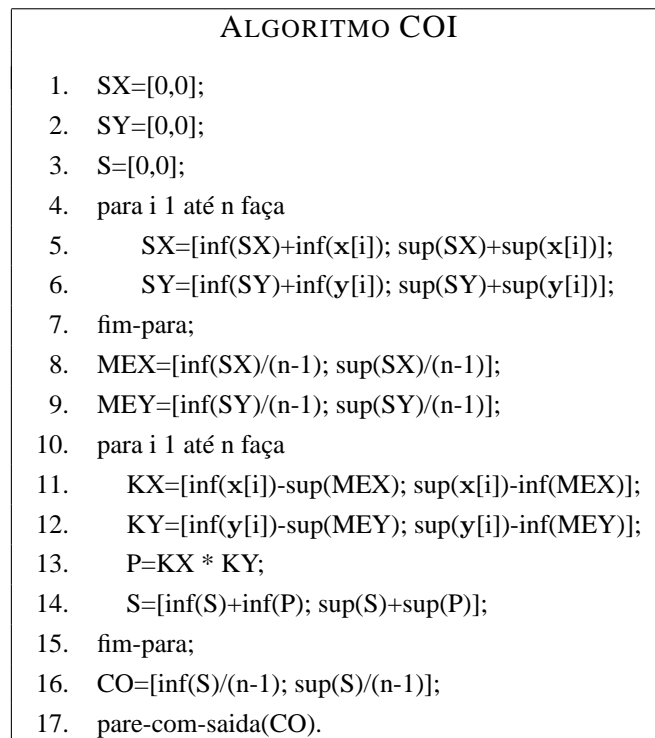 ALGORITMO COI
1. SX=[0,0];
2. SY=[0,0];
3. S=[0,0];
4. para i 1 até n faça
5. SX=[inf(SX)+inf(x[i]); sup(SX)+sup(x[i])];
6. SY=[inf(SY)+inf(y[i]); sup(SY)+sup(y[i])];
7. fim-para;
8. MEX=[inf(SX)/(n-1); sup(SX)/(n-1)];
9. MEY=[inf(SY)/(n-1); sup(SY)/(n-1)];
10. para i 1 até n faça
11. KX=[inf(x[i])-sup(MEX); sup(x[i])-inf(MEX)];
12. KY=[inf(y[i])-sup(MEY); sup(y[i])-inf(MEY)];
13. P=KX * KY;
14. S=[inf(S)+inf(P); sup(S)+sup(P)];
15. fim-para;
16. CO=[inf(S)/(n-1); sup(S)/(n-1)];
17. pare-com-saida(CO).